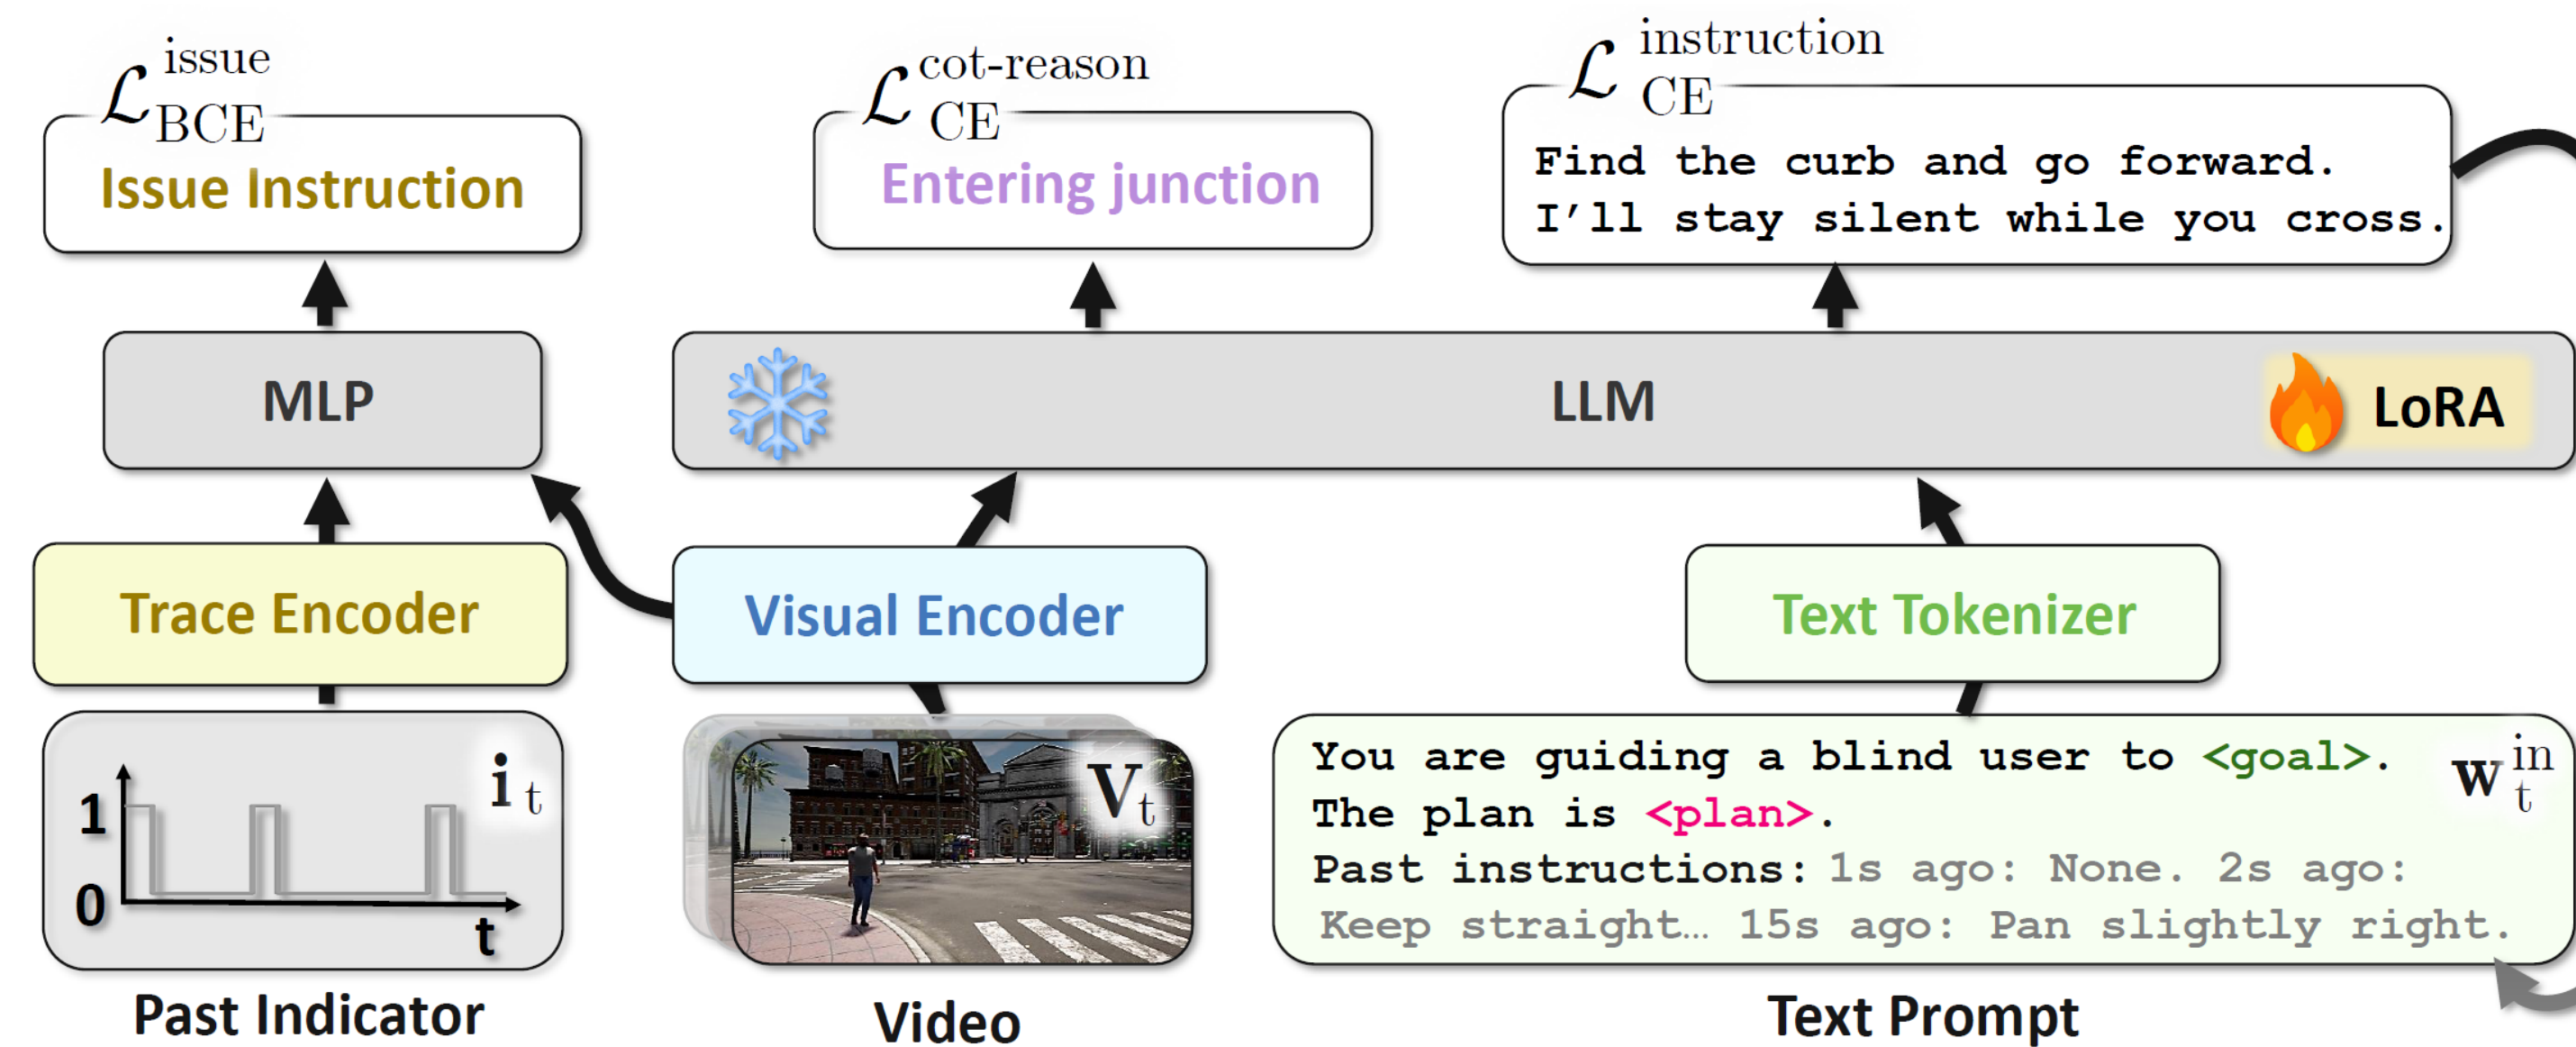 ℒ issue BCE
Issue Instruction
ℒ cot-reason CE
Entering junction
ℒ instruction CE
Find the curb and go forward.
I'll stay silent while you cross.
MLP
LLM
LoRA
Trace Encoder
Visual Encoder
Text Tokenizer
1
0
t
i t
V t
You are guiding a blind user to <goal>.
The plan is <plan>.
Past instructions: 1s ago: None. 2s ago:
Keep straight… 15s ago: Pan slightly right.
w in t
Past Indicator
Video
Text Prompt